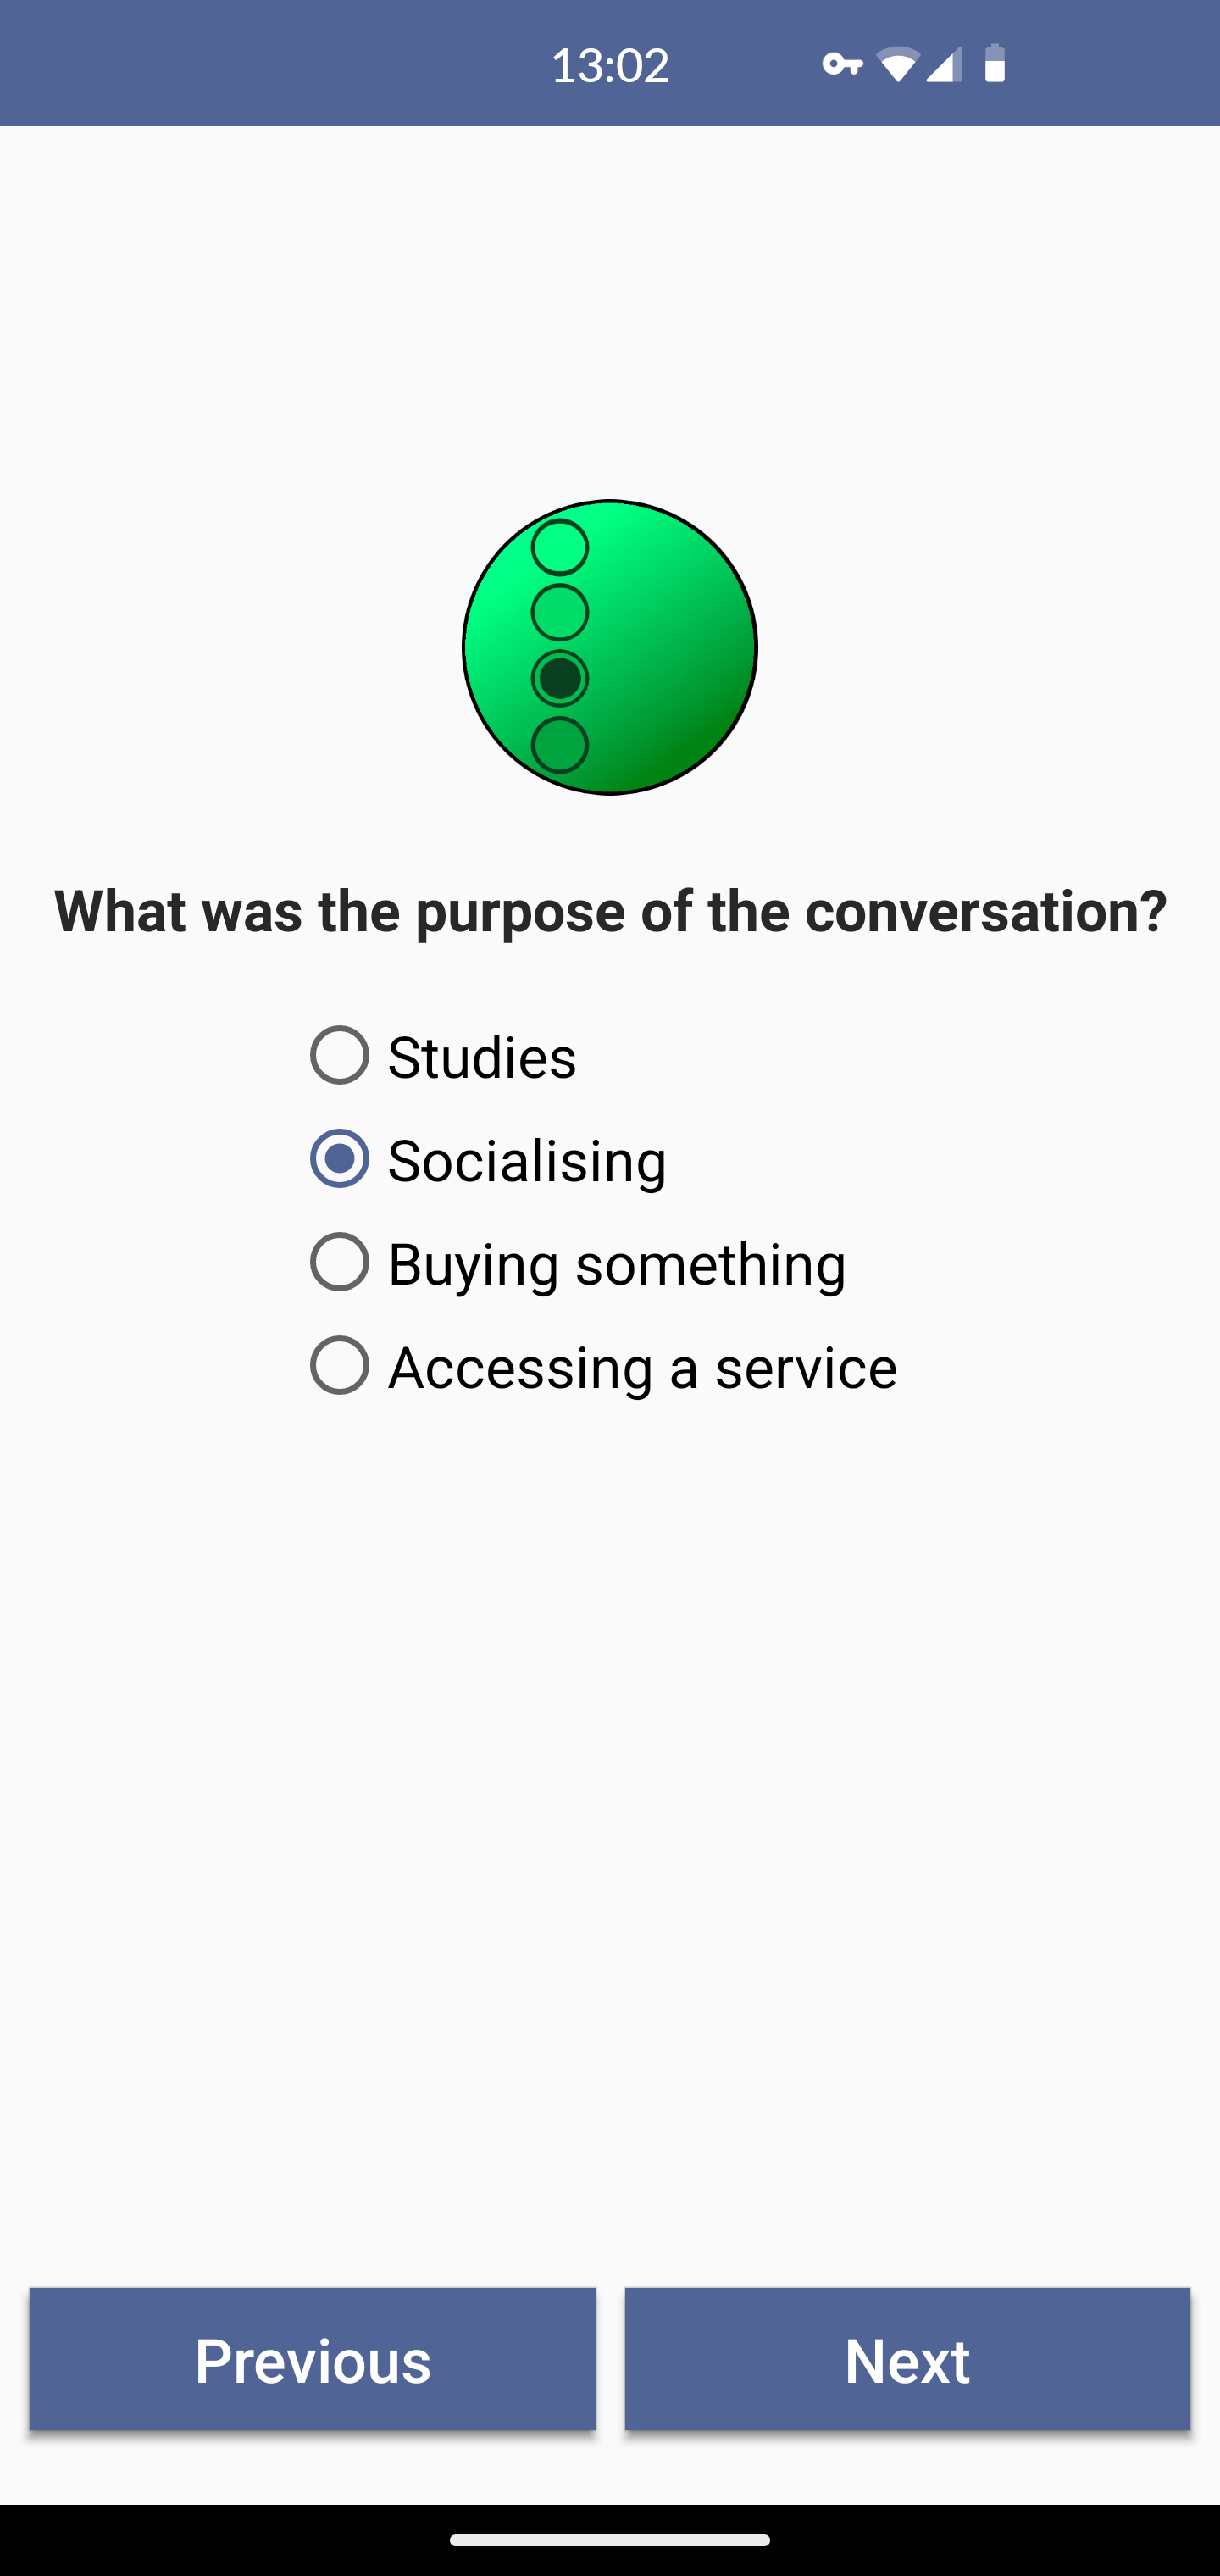 13:02
What was the purpose of the conversation?
Studies
Socialising
Buying something
Accessing a service
Previous
Next